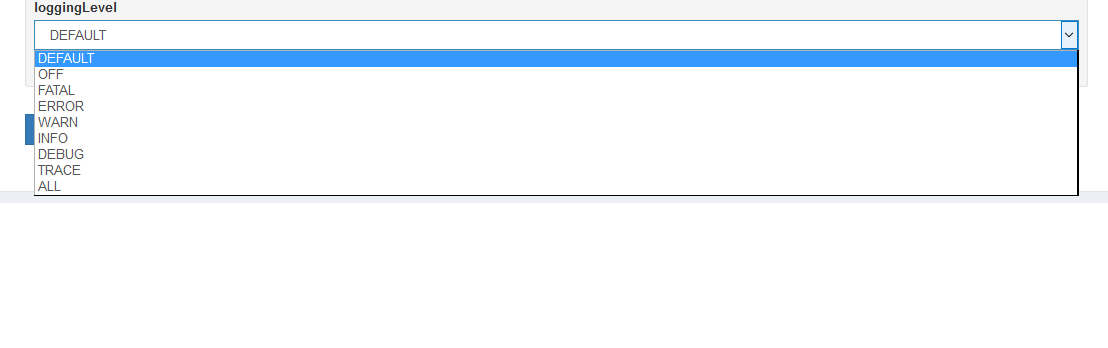 loggingLevel
DEFAULT
DEFAULT
OFF
FATAL
ERROR
WARN
INFO
DEBUG
TRACE
ALL